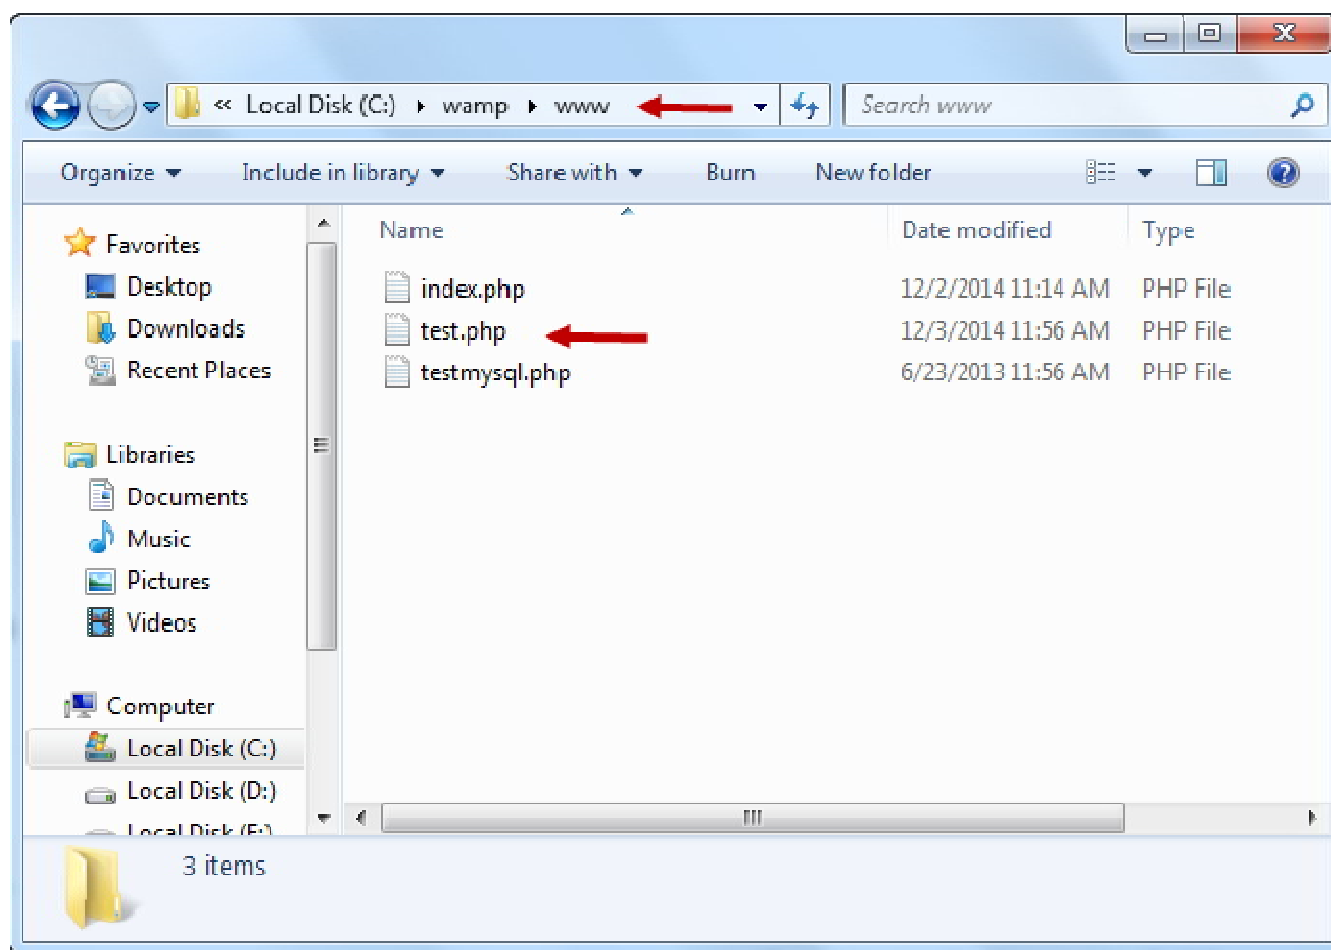 « Local Disk (C:) wamp www
Search www
Organize Include in library Share with Burn New folder
Name Date modified Type
Favorites
Desktop
Downloads
Recent Places
Libraries
Documents
Music
Pictures
Videos
Computer
Local Disk (C:)
Local Disk (D:)
Local Disk
index.php 12/2/2014 11:14 AM PHP File
test.php 12/3/2014 11:56 AM PHP File
testmysql.php 6/23/2013 11:56 AM PHP File
3 items